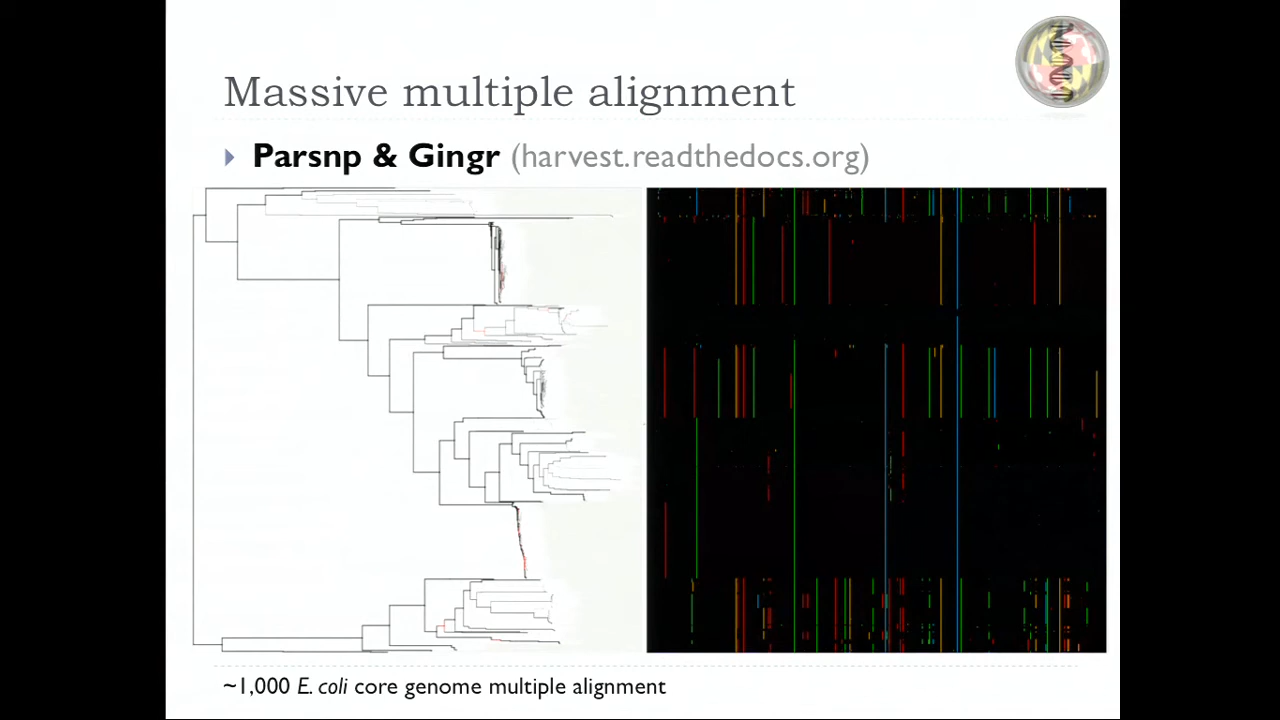 Massive multiple alignment
Parsnp & Gingr (harvest.readthedocs.org)
~1,000 E. coli core genome multiple alignment